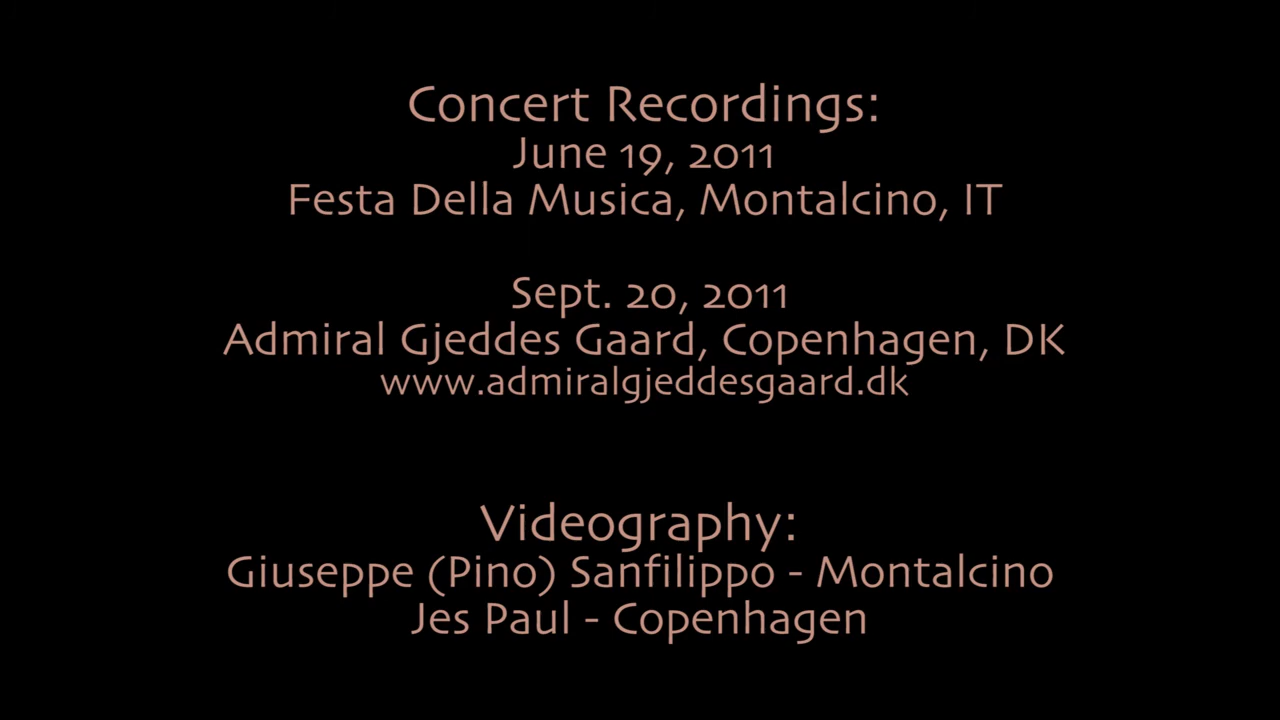 Concert Recordings:
June 19, 2011
Festa Della Musica, Montalcino, IT
Sept. 20, 2011
Admiral Gjeddes Gaard, Copenhagen, DK
www.admiralgjeddesgaard.dk
Videography:
Giuseppe (Pino) Sanfilippo - Montalcino
Jes Paul - Copenhagen